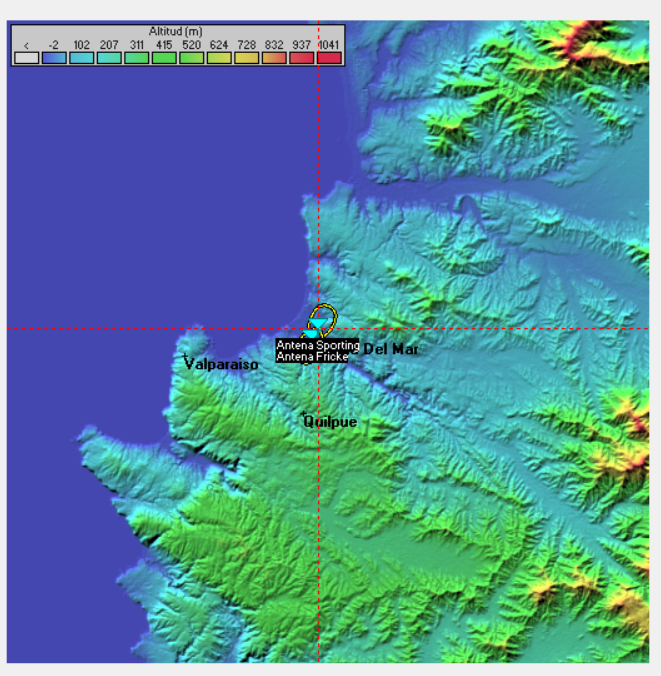 Altitud (m)
< -2 102 207 311 415 520 624 728 832 937 1041
Antena Sporting
Antena Fricke
Del Mar
Valparaiso
Quilpue